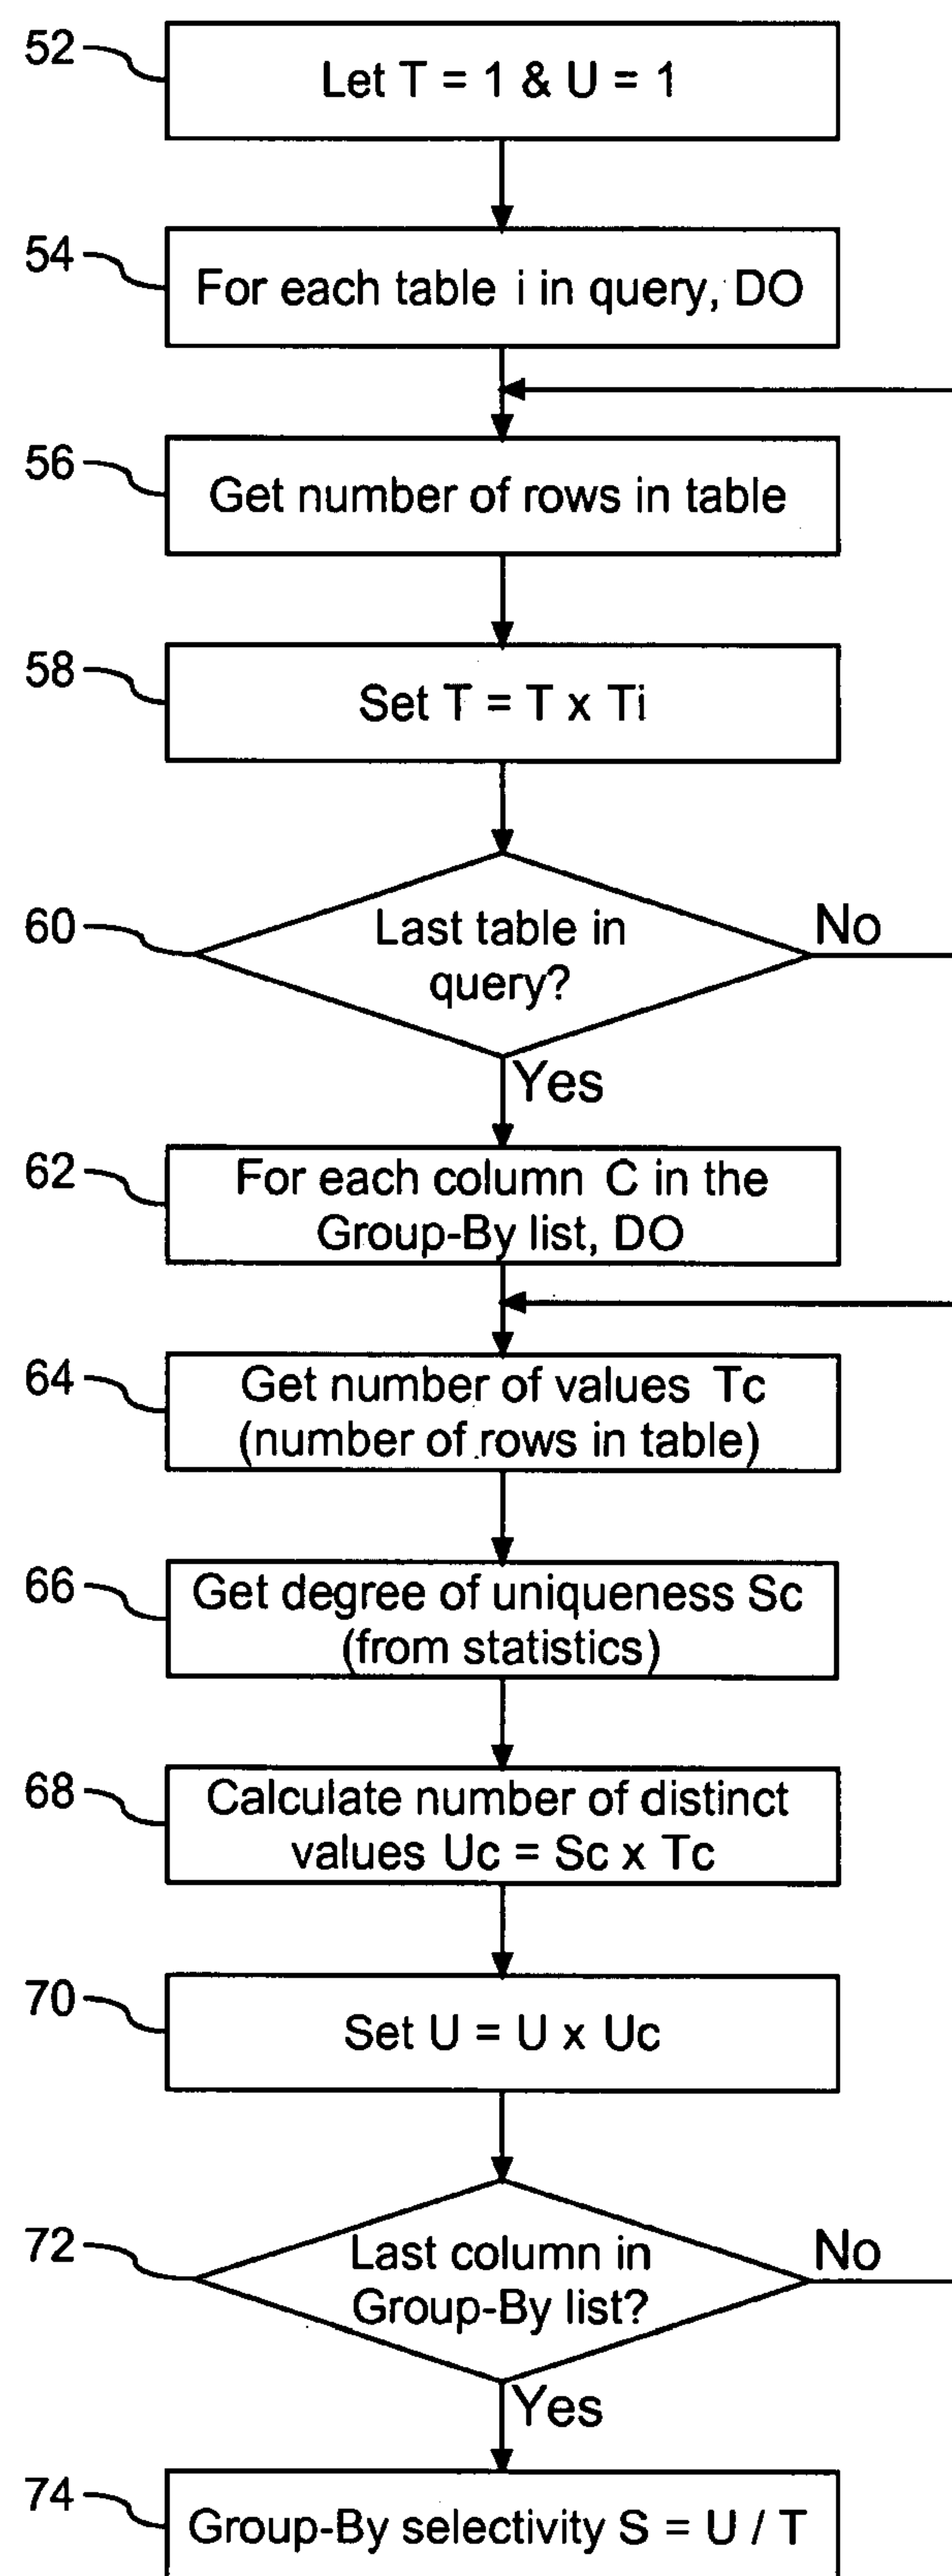 52
Let T = 1 & U = 1
54
For each table i in query, DO
56
Get number of rows in table
58
Set T = T x Ti
60
Last table in
query?
No
Yes
62
For each column C in the
Group-By list, DO
64
Get number of values Tc
(number of rows in table)
66
Get degree of uniqueness Sc
(from statistics)
68
Calculate number of distinct
values Uc = Sc x Tc
70
Set U = U x Uc
72
Last column in
Group-By list?
No
Yes
74
Group-By selectivity S = U / T